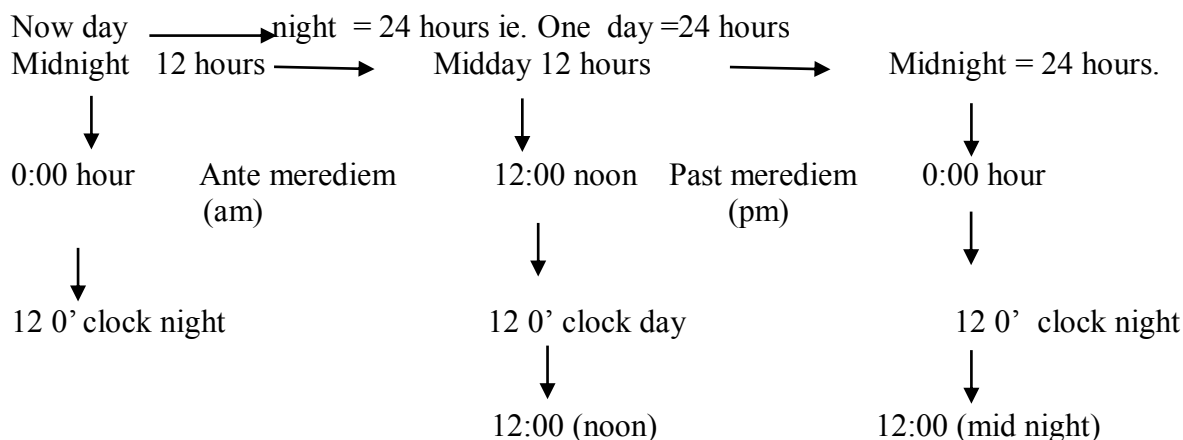 Now day night = 24 hours ie. One day =24 hours
Midnight 12 hours Midday 12 hours Midnight = 24 hours.
0:00 hour Ante merediem 12:00 noon Past merediem 0:00 hour
(am) (pm)
12 0’ clock night 12 0’ clock day 12 0’ clock night
12:00 (noon) 12:00 (mid night)